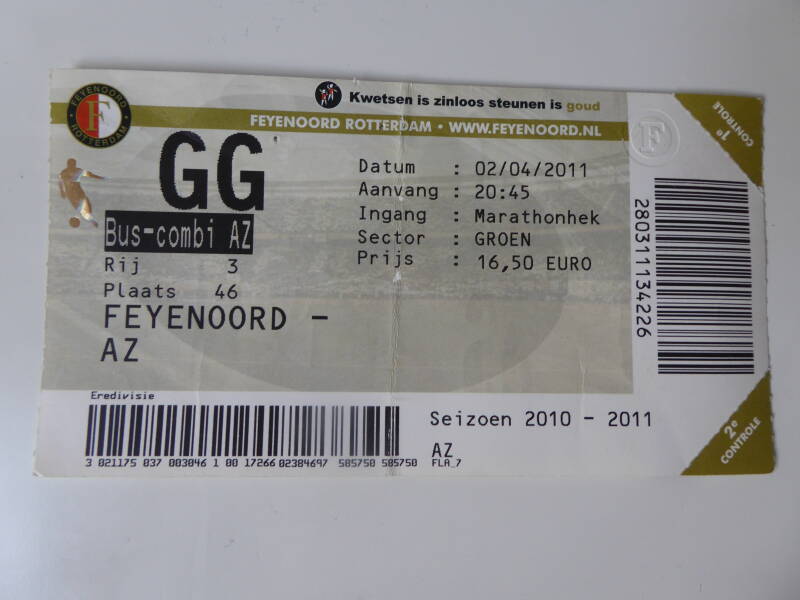 Kwetsen is zinloos steunen is goud
FEYENOORD ROTTERDAM • WWW.FEYENOORD.NL
FEYENOORD
F
ROTTERDAM
GG
Bus-combi AZ
Rij 3
Plaats 46
FEYENOORD -
AZ
Datum : 02/04/2011
Aanvang : 20:45
Ingang : Marathonhek
Sector : GROEN
Prijs : 16,50 EURO
F
1e CONTROLE
28031113422​6
2e CONTROLE
Eredivisie
3 021175 037 003046 1 00 17266 02384697 585750 585750
Seizoen 2010 - 2011
AZ
FLA_7